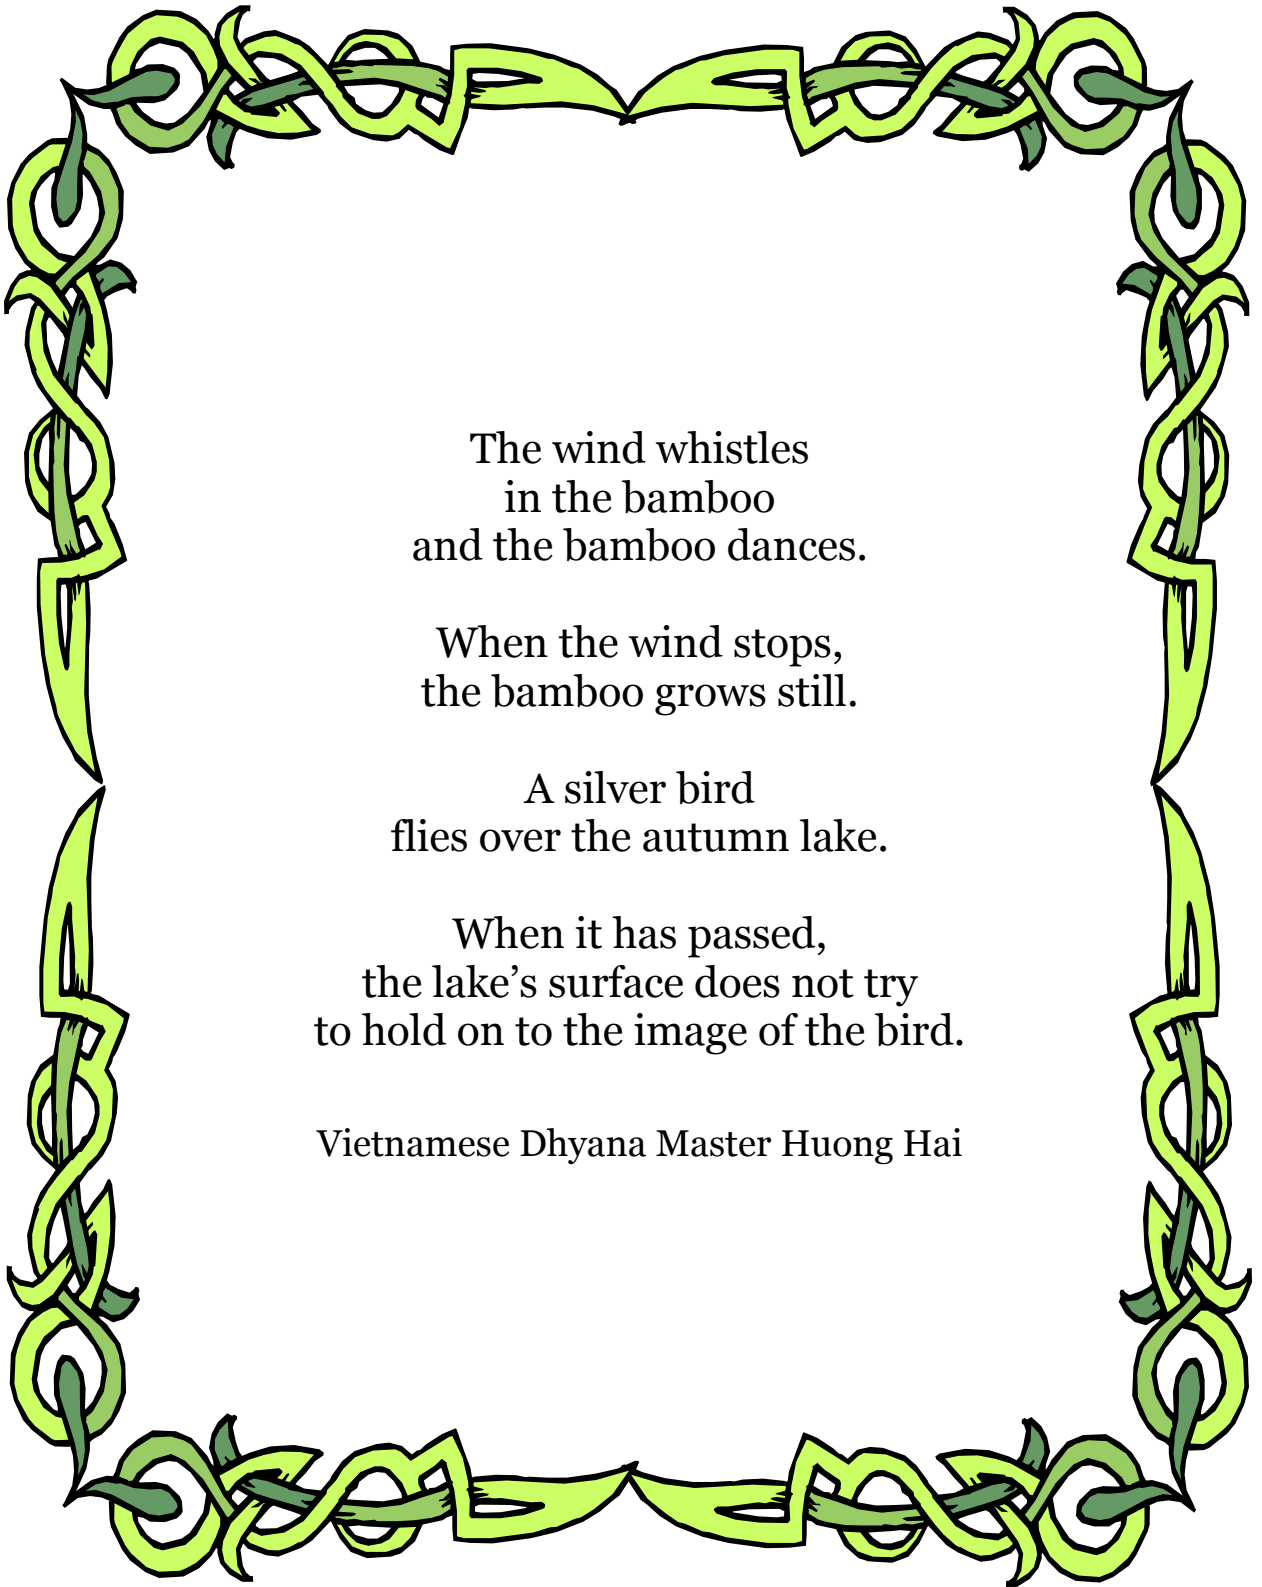 The wind whistles
in the bamboo
and the bamboo dances.
When the wind stops,
the bamboo grows still.
A silver bird
flies over the autumn lake.
When it has passed,
the lake’s surface does not try
to hold on to the image of the bird.
Vietnamese Dhyana Master Huong Hai